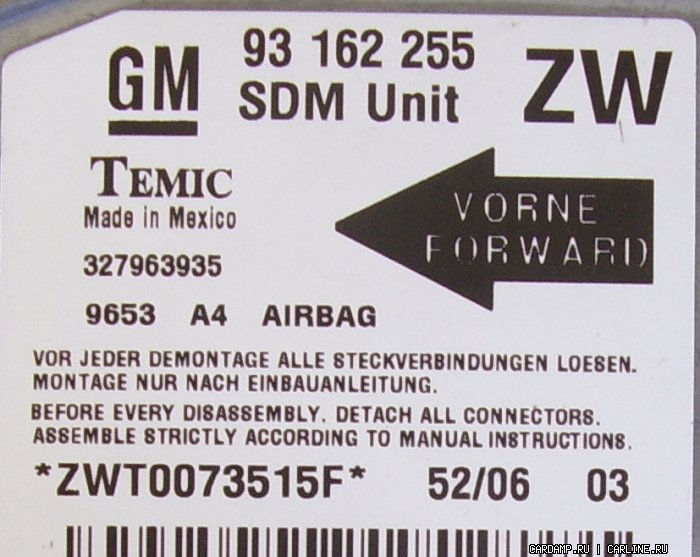 GM
93 162 255
SDM Unit
ZW
TEMIC
Made in Mexico
VORNE
FORWARD
327963935
9653 A4 AIRBAG
VOR JEDER DEMONTAGE ALLE STECKVERBINDUNGEN LOESEN.
MONTAGE NUR NACH EINBAUANLEITUNG.
BEFORE EVERY DISASSEMBLY. DETACH ALL CONNECTORS.
ASSEMBLE STRICTLY ACCORDING TO MANUAL INSTRUCTIONS.
*ZWT0073515F* 52/06 03
CARDAMP.RU | CARLINE.RU